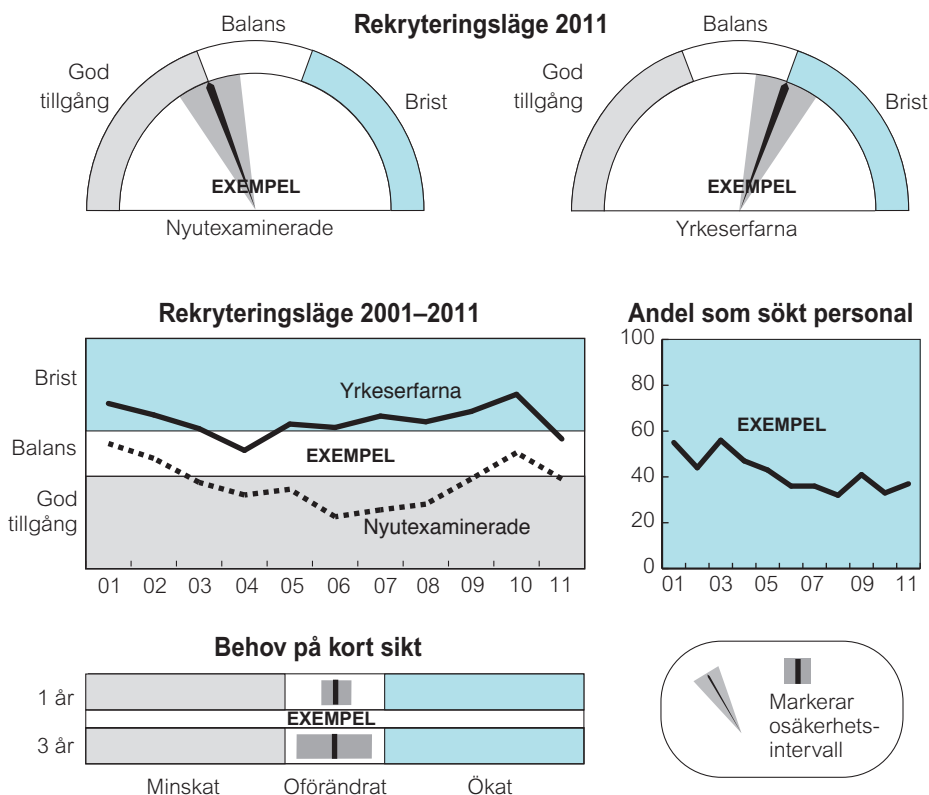 Rekryteringsläge 2011
Balans
God
tillgång
Brist
EXEMPEL
Nyutexaminerade
Balans
God
tillgång
Brist
EXEMPEL
Yrkeserfarna
Rekryteringsläge 2001–2011
Brist
Balans
God
tillgång
Yrkeserfarna
EXEMPEL
Nyutexaminerade
01 02 03 04 05 06 07 08 09 10 11
Andel som sökt personal
100
80
60
40
20
0
EXEMPEL
01 03 05 07 09 11
Behov på kort sikt
1 år
EXEMPEL
3 år
Minskat Oförändrat Ökat
Markerar
osäkerhets-
intervall